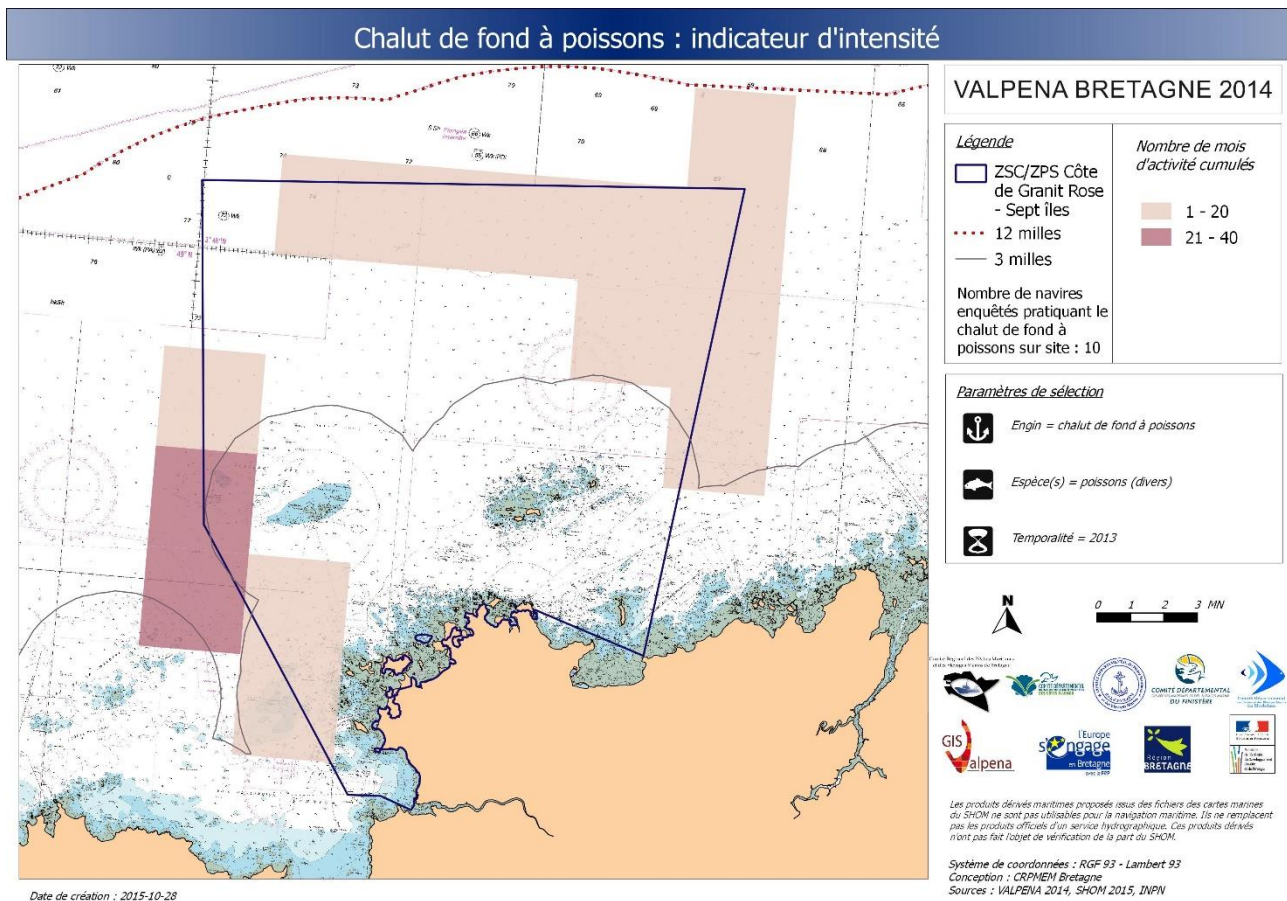 Chalut de fond à poissons : indicateur d'intensité
VALPENA BRETAGNE 2014
Légende
ZSC/ZPS Côte
de Granit Rose
- Sept îles
12 milles
3 milles
Nombre de navires
enquêtés pratiquant le
chalut de fond à
poissons sur site : 10
Nombre de mois
d'activité cumulés
1 - 20
21 - 40
Paramètres de sélection
Engin = chalut de fond à poissons
Espèce(s) = poissons (divers)
Temporalité = 2013
N
0 1 2 3 MN
COMITÉ DÉPARTEMENTAL
DU FINISTÈRE
GIS
Valpena
l'Europe
s'engage
en Bretagne
Région
BRETAGNE
Les produits dérivés maritimes proposés issus des fichiers des cartes marines
du SHOM ne sont pas utilisables pour la navigation maritime. Ils ne remplacent
pas les produits officiels d'un service hydrographique. Ces produits dérivés
n'ont pas fait l'objet de vérification de la part du SHOM.
Système de coordonnées : RGF 93 - Lambert 93
Conception : CRPMEM Bretagne
Sources : VALPENA 2014, SHOM 2015, INPN
Date de création : 2015-10-28